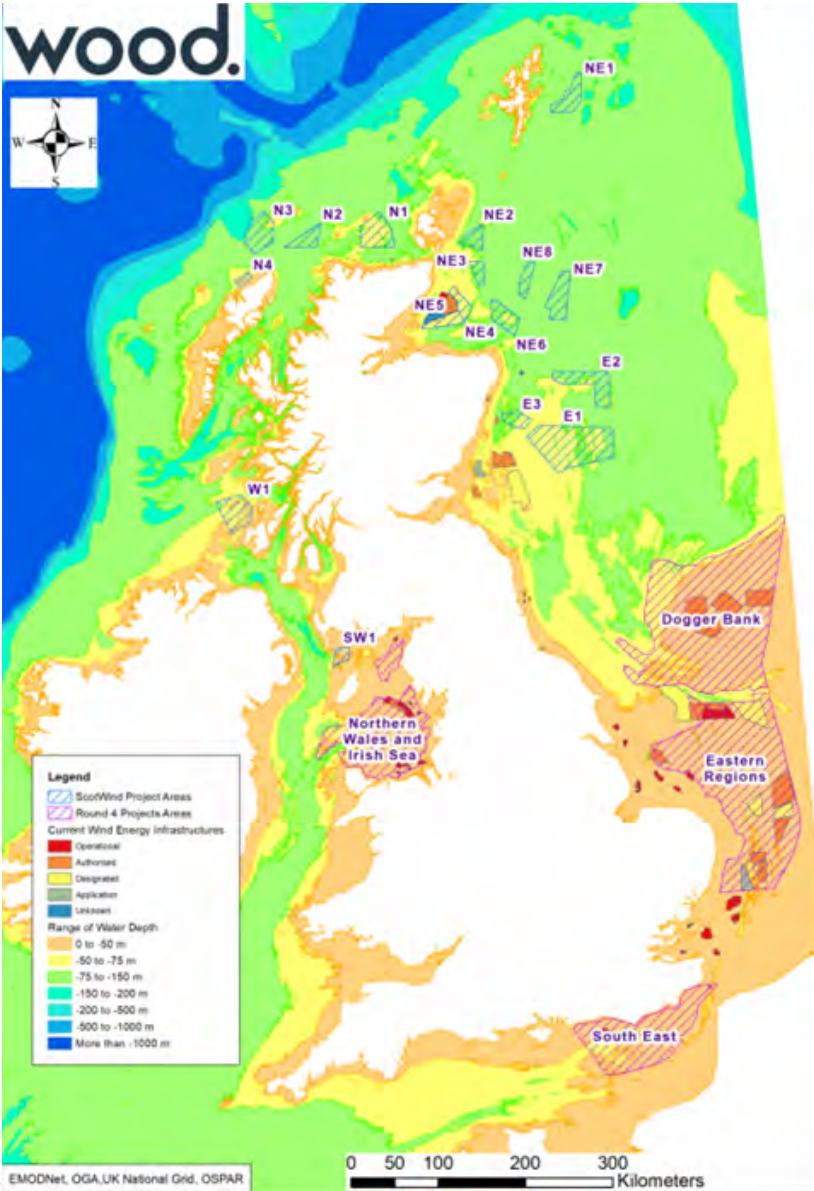 wood.
N
W
E
S
NE1
N3
N2
N1
NE2
N4
NE3
NE8
NE7
NE5
NE4
NE6
E2
E3
E1
W1
Dogger Bank
SW1
Northern
Wales and
Irish Sea
Eastern
Regions
Legend
ScotWind Project Areas
Round 4 Projects Areas
Current Wind Energy Infrastructures
Operational
Authorised
Designated
Application
Unknown
Range of Water Depth
0 to -50 m
-50 to -75 m
-75 to -150 m
-150 to -200 m
-200 to -500 m
-500 to -1000 m
More than -1000 m
South East
EMODNet, OGA,UK National Grid, OSPAR
0 50 100 200 300
Kilometers